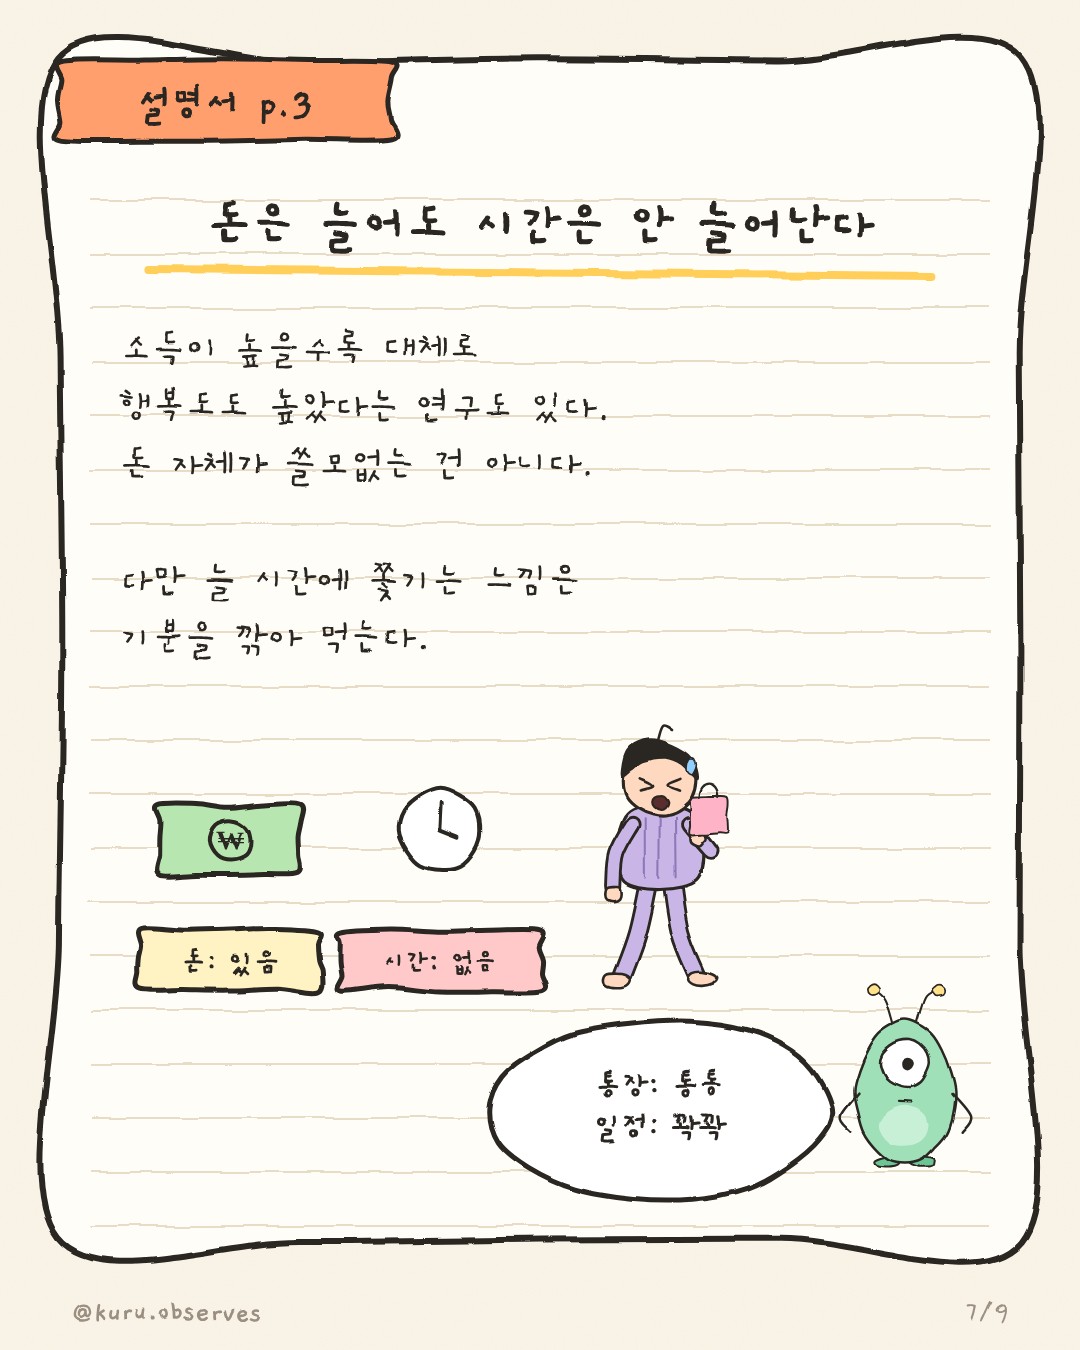 설명서 p.3
돈은 늘어도 시간은 안 늘어난다
소득이 높을수록 대체로
행복도도 높았다는 연구도 있다.
돈 자체가 쓸모없는 건 아니다.
다만 늘 시간에 쫓기는 느낌은
기분을 깎아 먹는다.
₩
돈: 있음
시간: 없음
통장: 통통
일정: 꽉꽉
@kuru.observes
7/9